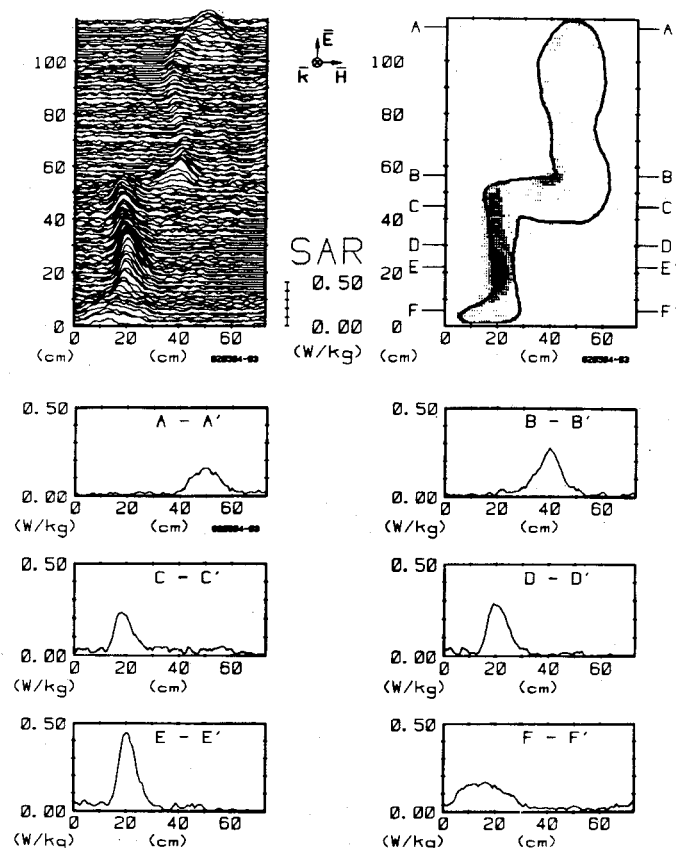 100
80
60
40
20
0
0 20 40 60
(cm) (cm)
E
k H
SAR
0.50
0.00
(W/kg)
A A
B B
C C
D D
E E'
F F'
100
80
60
40
20
0
0 20 40 60
(cm) (cm)
0.50 A - A'
0.00
0 20 40 60
(W/kg) (cm)
0.50 B - B'
0.00
0 20 40 60
(W/kg) (cm)
0.50 C - C'
0.00
0 20 40 60
(W/kg) (cm)
0.50 D - D'
0.00
0 20 40 60
(W/kg) (cm)
0.50 E - E'
0.00
0 20 40 60
(W/kg) (cm)
0.50 F - F'
0.00
0 20 40 60
(W/kg) (cm)